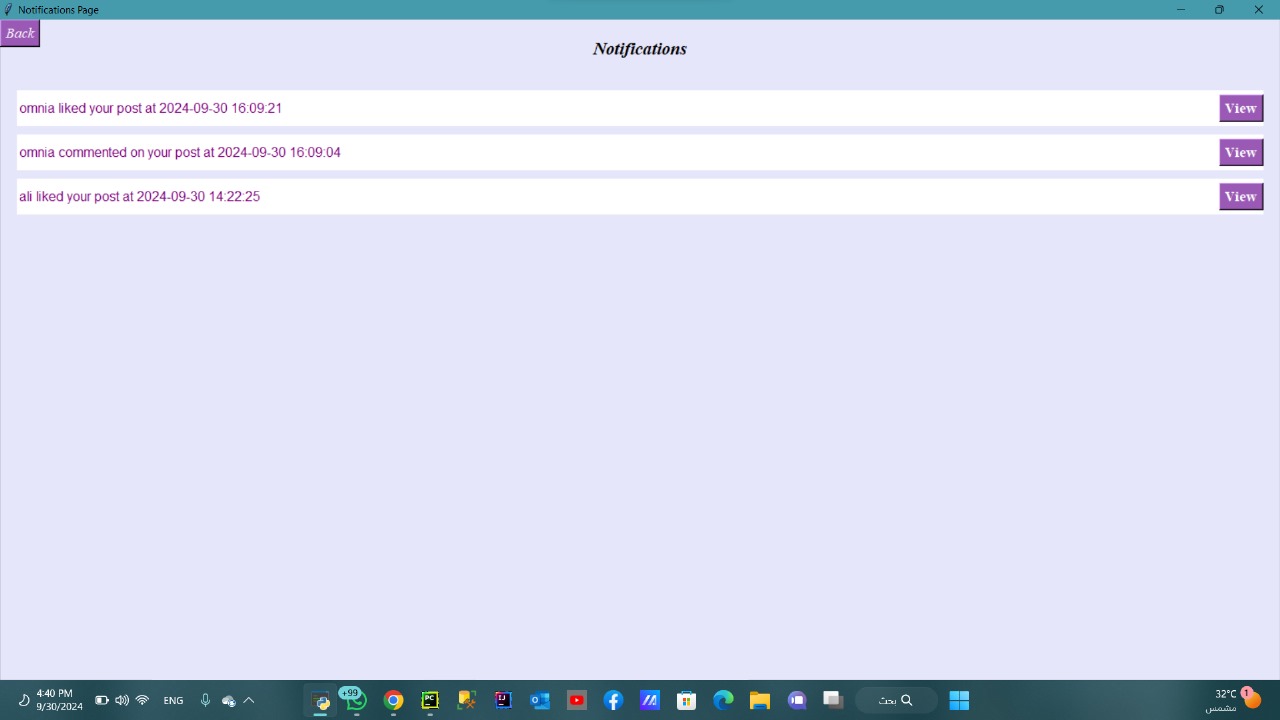 Notifications Page
Back
Notifications
omnia liked your post at 2024-09-30 16:09:21
View
omnia commented on your post at 2024-09-30 16:09:04
View
ali liked your post at 2024-09-30 14:22:25
View
4:40 PM
9/30/2024
ENG
+99
PC
IJ
بحث
32°C
مشمس
1